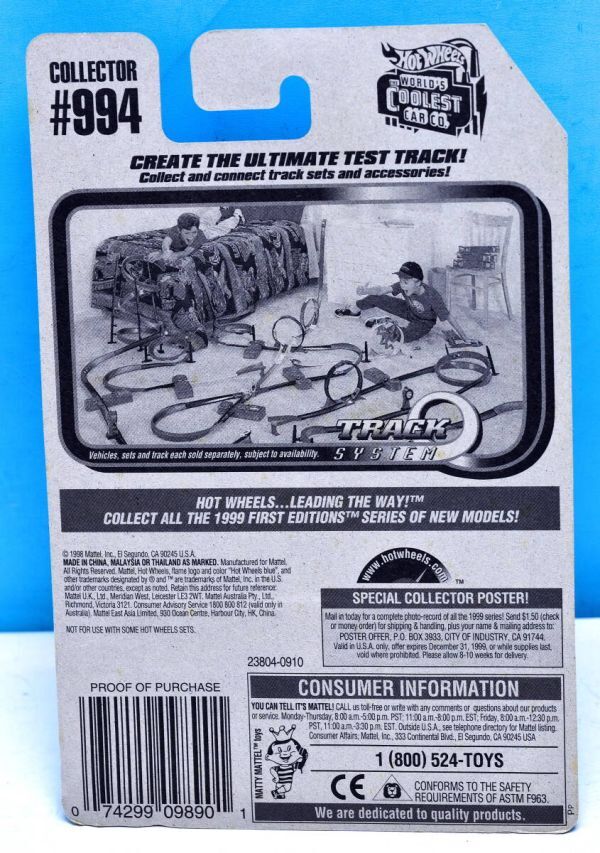 COLLECTOR
#994
HOT WHEELS
THE WORLD'S
COOLEST
CAR CO.
CREATE THE ULTIMATE TEST TRACK!
Collect and connect track sets and accessories!
TRACK
SYSTEM
Vehicles, sets and track each sold separately, subject to availability.
HOT WHEELS...LEADING THE WAY!™
COLLECT ALL THE 1999 FIRST EDITIONS™ SERIES OF NEW MODELS!
© 1998 Mattel, Inc., El Segundo, CA 90245 U.S.A.
MADE IN CHINA, MALAYSIA OR THAILAND AS MARKED. Manufactured for Mattel.
All Rights Reserved. Mattel, Hot Wheels, flame logo and color "Hot Wheels blue", and
other trademarks designated by ® and ™ are trademarks of Mattel, Inc. in the U.S.
and/or other countries, except as noted. Retain this address for future reference:
Mattel U.K., Ltd., Meridian West, Leicester LE3 2WT. Mattel Australia Pty., Ltd.,
Richmond, Victoria 3121. Consumer Advisory Service 1 800 800 812 (valid only in
Australia). Mattel East Asia Limited, 930 Ocean Centre, Harbour City, HK, China.
NOT FOR USE WITH SOME HOT WHEELS SETS.
www.hotwheels.com™
SPECIAL COLLECTOR POSTER!
Mail in today for a complete photo-record of all the 1999 series! Send $1.50 (check
or money order) for shipping & handling, plus your name & mailing address to:
POSTER OFFER, P.O. BOX 3933, CITY OF INDUSTRY, CA 91744.
Valid in U.S.A. only, offer expires December 31, 1999, or while supplies last,
void where prohibited. Please allow 8-10 weeks for delivery.
23804-0910
PROOF OF PURCHASE
0 74299 09890 1
CONSUMER INFORMATION
YOU CAN TELL IT'S MATTEL! CALL us toll-free or write with any comments or questions about our products
or service. Monday-Thursday, 8:00 a.m.-5:00 p.m. PST; 11:00 a.m.-8:00 p.m. EST; Friday, 8:00 a.m.-12:30 p.m.
PST, 11:00 a.m.-3:30 p.m. EST. Outside U.S.A., see telephone directory for Mattel listing.
Consumer Affairs, Mattel, Inc., 333 Continental Blvd., El Segundo, CA 90245 USA
MATTY MATTEL™ toys
1 (800) 524-TOYS
CE
CONFORMS TO THE SAFETY
REQUIREMENTS OF ASTM F963.
We are dedicated to quality products.